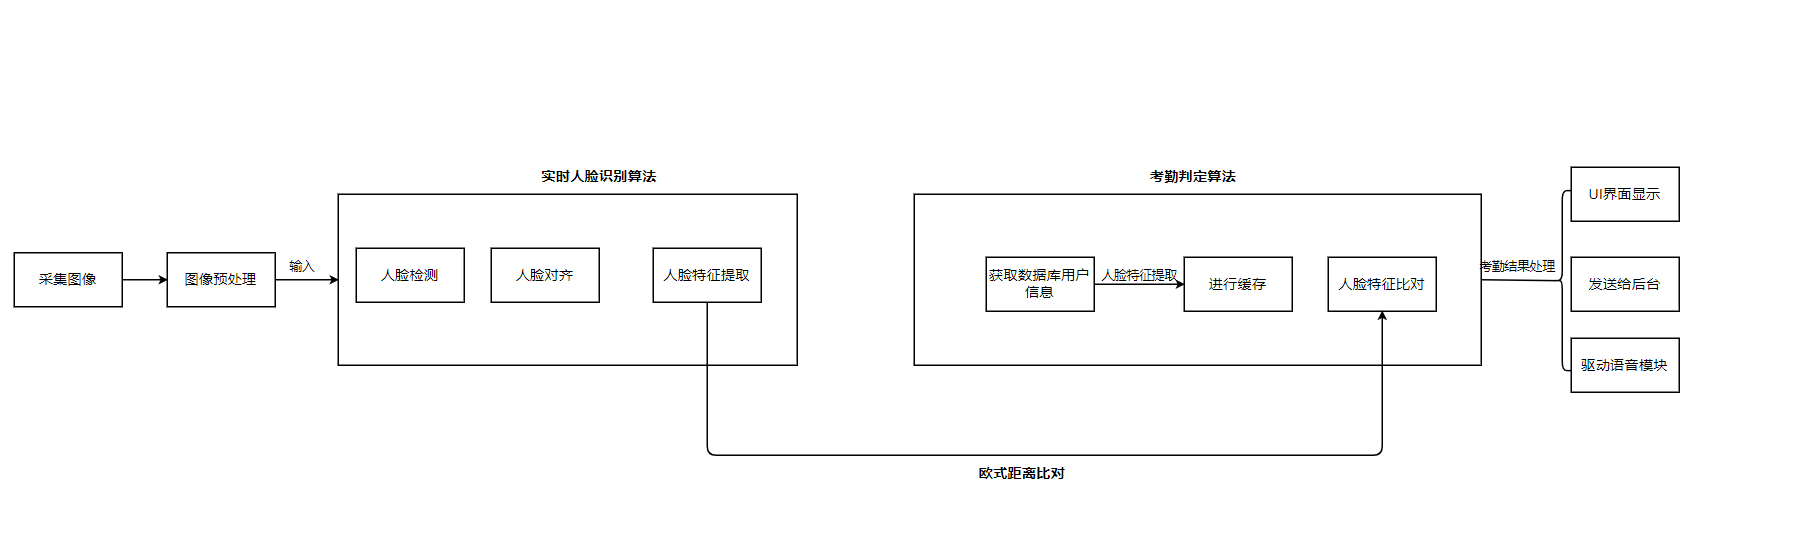 实时人脸识别算法
考勤判定算法
采集图像
图像预处理
输入
人脸检测
人脸对齐
人脸特征提取
获取数据库用户
信息
人脸特征提取
进行缓存
人脸特征比对
考勤结果处理
UI界面显示
发送给后台
驱动语音模块
欧式距离比对